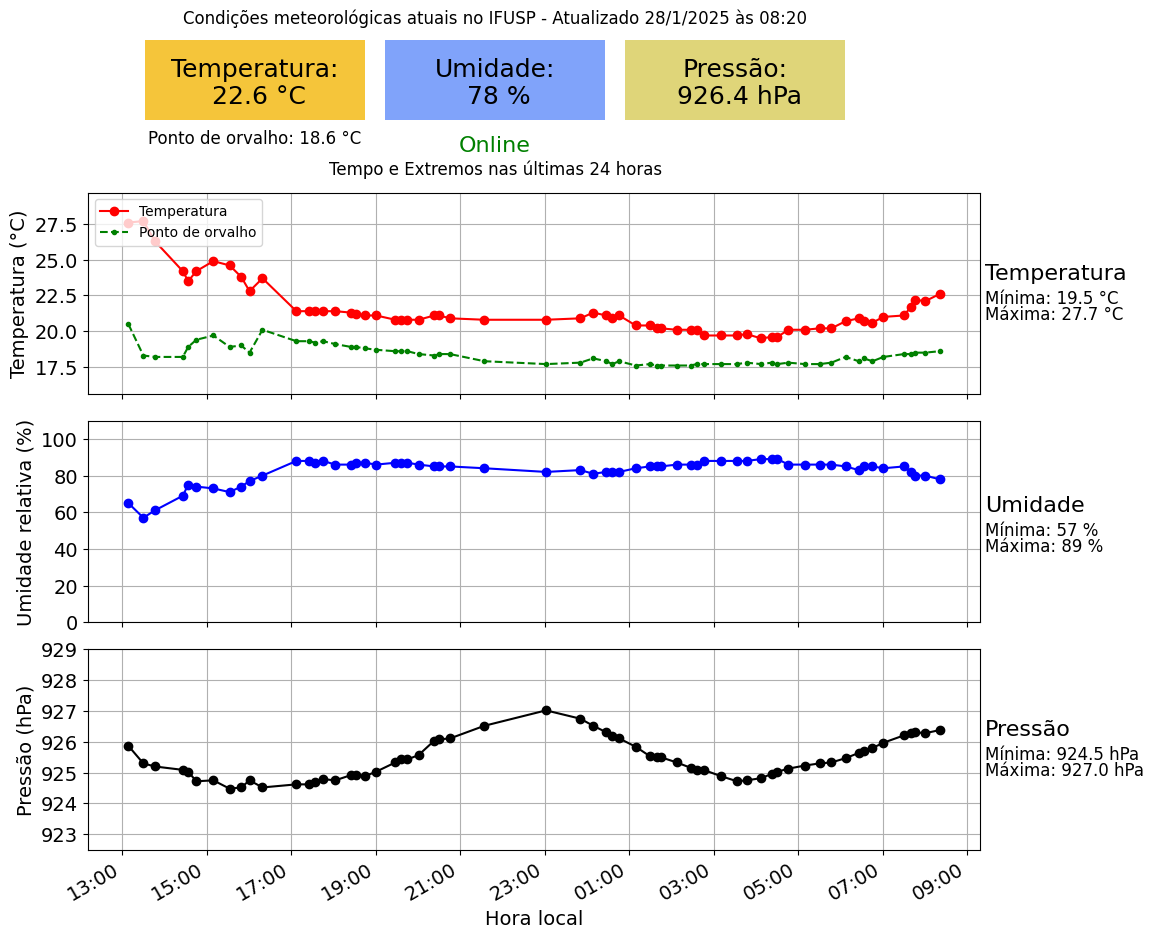 Condições meteorológicas atuais no IFUSP - Atualizado 28/1/2025 às 08:20
Temperatura:
22.6 °C
Umidade:
78 %
Pressão:
926.4 hPa
Ponto de orvalho: 18.6 °C
Online
Tempo e Extremos nas últimas 24 horas
Temperatura (°C)
27.5
25.0
22.5
20.0
17.5
Temperatura
Ponto de orvalho
Temperatura
Mínima: 19.5 °C
Máxima: 27.7 °C
Umidade relativa (%)
100
80
60
40
20
0
Umidade
Mínima: 57 %
Máxima: 89 %
Pressão (hPa)
929
928
927
926
925
924
923
Pressão
Mínima: 924.5 hPa
Máxima: 927.0 hPa
13:00
15:00
17:00
19:00
21:00
23:00
01:00
03:00
05:00
07:00
09:00
Hora local